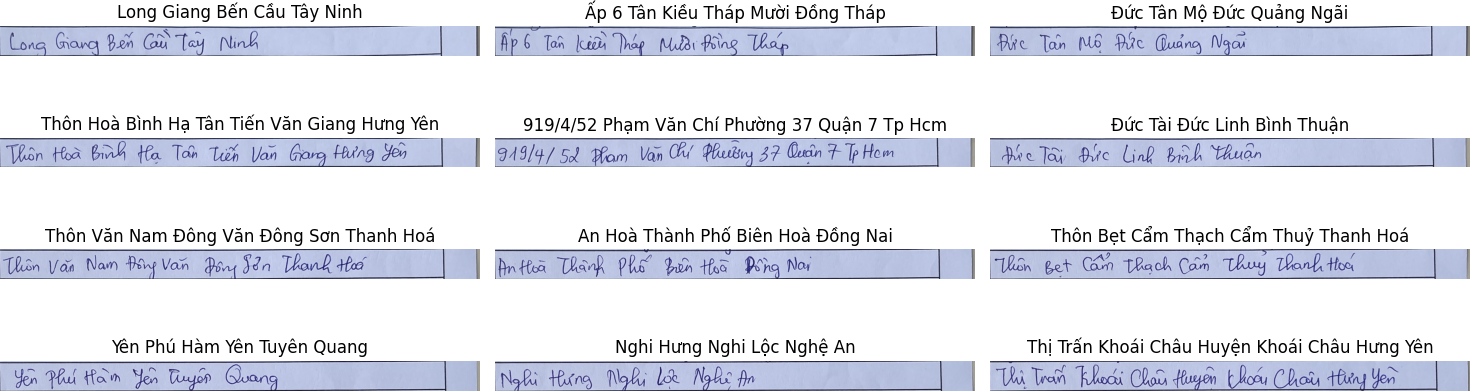 Long Giang Bến Cầu Tây Ninh
Long Giang Bến Cầu Tây Ninh
Ấp 6 Tân Kiều Tháp Mười Đồng Tháp
Ấp 6 Tân Kiều Tháp Mười Đồng Tháp
Đức Tân Mộ Đức Quảng Ngãi
Đức Tân Mộ Đức Quảng Ngãi
Thôn Hoà Bình Hạ Tân Tiến Văn Giang Hưng Yên
Thôn Hoà Bình Hạ Tân Tiến Văn Giang Hưng Yên
919/4/52 Phạm Văn Chí Phường 37 Quận 7 Tp Hcm
919/4/52 Phạm Văn Chí Phường 37 Quận 7 Tp Hcm
Đức Tài Đức Linh Bình Thuận
Đức Tài Đức Linh Bình Thuận
Thôn Văn Nam Đông Văn Đông Sơn Thanh Hoá
Thôn Văn Nam Đông Văn Đông Sơn Thanh Hoá
An Hoà Thành Phố Biên Hoà Đồng Nai
An Hoà Thành Phố Biên Hoà Đồng Nai
Thôn Bẹt Cẩm Thạch Cẩm Thuỷ Thanh Hoá
Thôn Bẹt Cẩm Thạch Cẩm Thuỷ Thanh Hoá
Yên Phú Hàm Yên Tuyên Quang
Yên Phú Hàm Yên Tuyên Quang
Nghi Hưng Nghi Lộc Nghệ An
Nghi Hưng Nghi Lộc Nghệ An
Thị Trấn Khoái Châu Huyện Khoái Châu Hưng Yên
Thị Trấn Khoái Châu Huyện Khoái Châu Hưng Yên